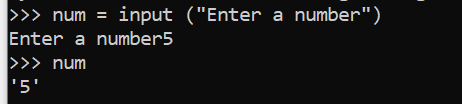 >>> num = input ("Enter a number")
Enter a number5
>>> num
'5'